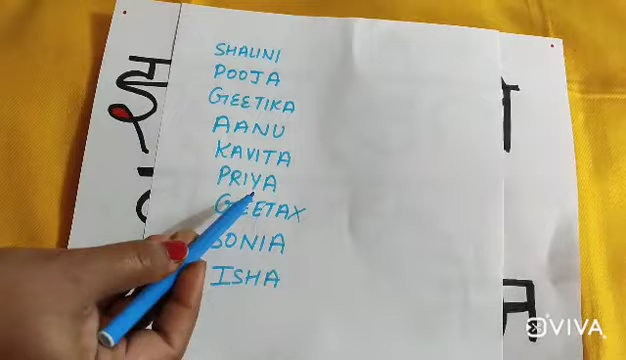 SHALINI
POOJA
GEETIKA
AANU
KAVITA
PRIYA
GEETAX
SONIA
ISHA
VIVA